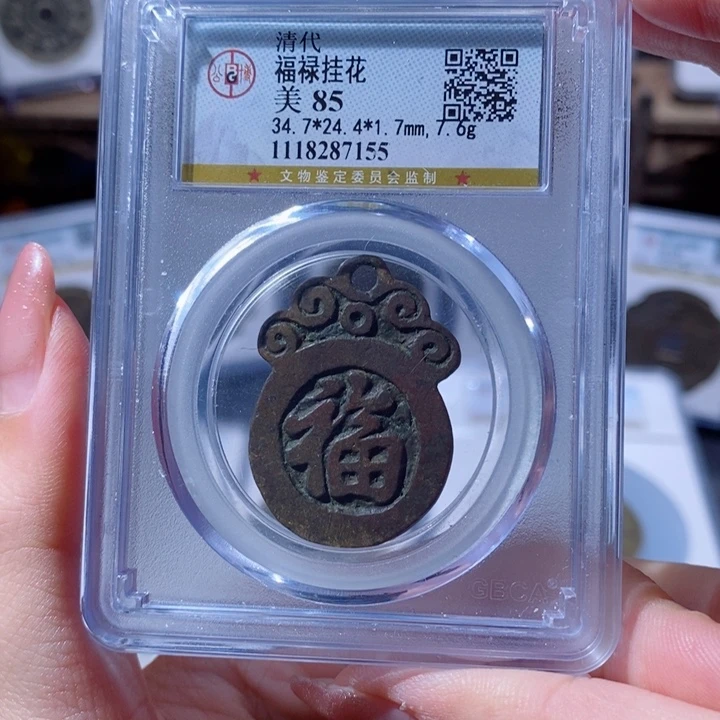 清代
福禄挂花
美 85
34.7*24.4*1.7mm,7.6g
1118287155
★ 文物鉴定委员会监制 ★
福
GBCA